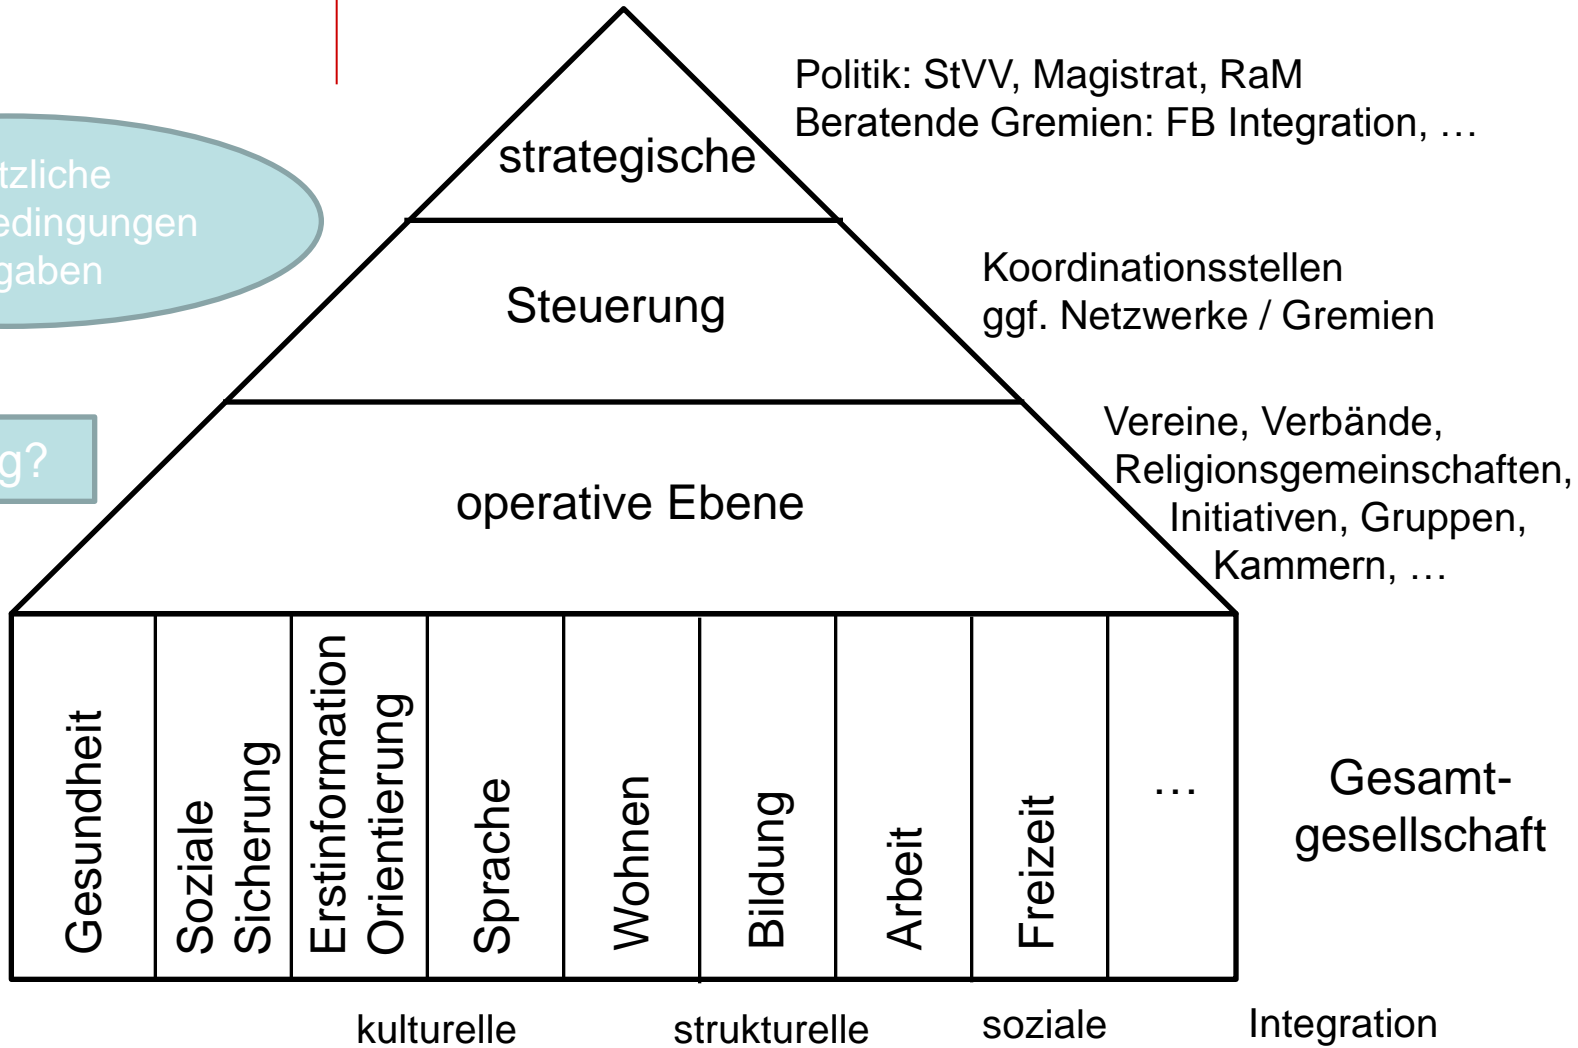 Politik: StVV, Magistrat, RaM
Beratende Gremien: FB Integration, …
strategische
tzliche
edingungen
gaben
Steuerung
Koordinationsstellen
ggf. Netzwerke / Gremien
g?
operative Ebene
Vereine, Verbände,
Religionsgemeinschaften,
Initiativen, Gruppen,
Kammern, …
Gesundheit
Soziale
Sicherung
Erstinformation
Orientierung
Sprache
Wohnen
Bildung
Arbeit
Freizeit
…
Gesamt-
gesellschaft
kulturelle
strukturelle
soziale
Integration